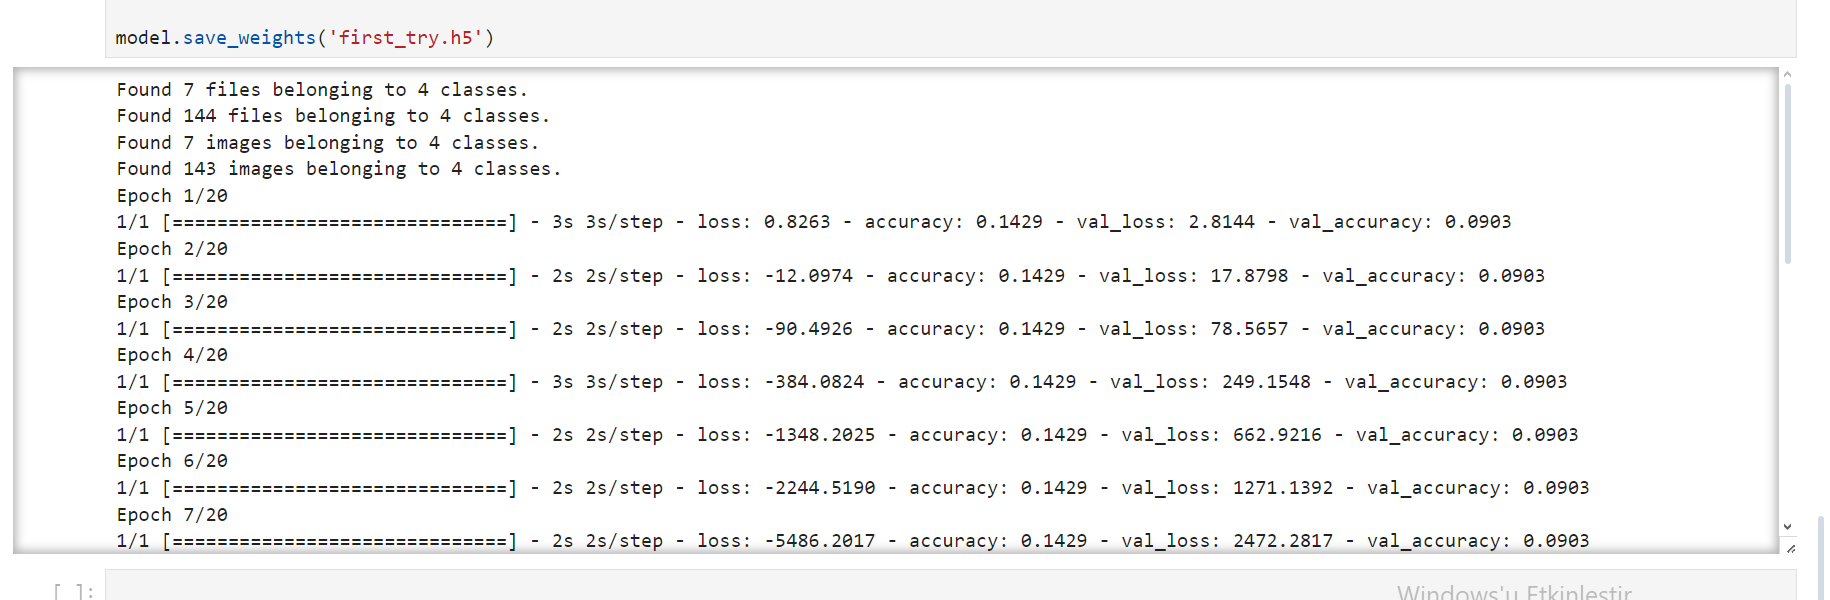 model.save_weights('first_try.h5')
Found 7 files belonging to 4 classes.
Found 144 files belonging to 4 classes.
Found 7 images belonging to 4 classes.
Found 143 images belonging to 4 classes.
Epoch 1/20
1/1 [==============================] - 3s 3s/step - loss: 0.8263 - accuracy: 0.1429 - val_loss: 2.8144 - val_accuracy: 0.0903
Epoch 2/20
1/1 [==============================] - 2s 2s/step - loss: -12.0974 - accuracy: 0.1429 - val_loss: 17.8798 - val_accuracy: 0.0903
Epoch 3/20
1/1 [==============================] - 2s 2s/step - loss: -90.4926 - accuracy: 0.1429 - val_loss: 78.5657 - val_accuracy: 0.0903
Epoch 4/20
1/1 [==============================] - 3s 3s/step - loss: -384.0824 - accuracy: 0.1429 - val_loss: 249.1548 - val_accuracy: 0.0903
Epoch 5/20
1/1 [==============================] - 2s 2s/step - loss: -1348.2025 - accuracy: 0.1429 - val_loss: 662.9216 - val_accuracy: 0.0903
Epoch 6/20
1/1 [==============================] - 2s 2s/step - loss: -2244.5190 - accuracy: 0.1429 - val_loss: 1271.1392 - val_accuracy: 0.0903
Epoch 7/20
1/1 [==============================] - 2s 2s/step - loss: -5486.2017 - accuracy: 0.1429 - val_loss: 2472.2817 - val_accuracy: 0.0903
[ ]:
Windows'u Etkinleştir